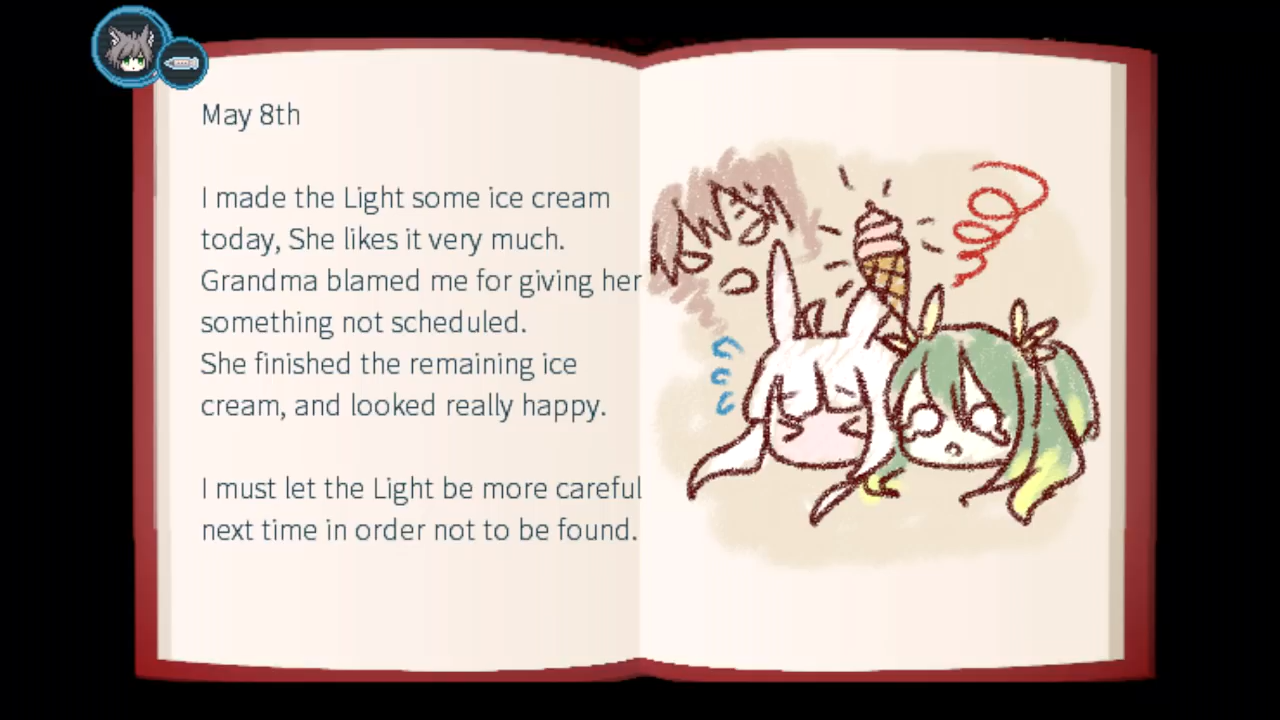 May 8th
I made the Light some ice cream
today, She likes it very much.
Grandma blamed me for giving her
something not scheduled.
She finished the remaining ice
cream, and looked really happy.
I must let the Light be more careful
next time in order not to be found.